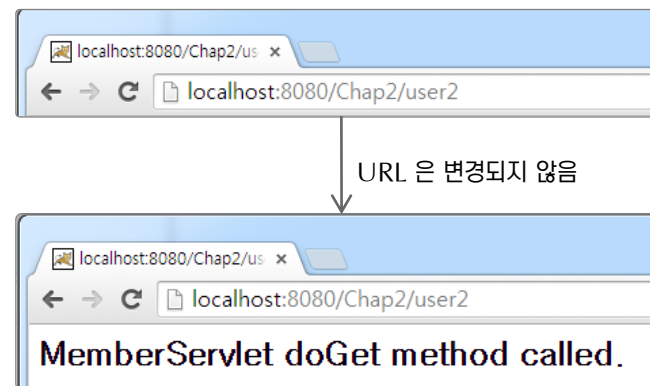 localhost:8080/Chap2/us
localhost:8080/Chap2/user2
URL 은 변경되지 않음
localhost:8080/Chap2/us
localhost:8080/Chap2/user2
MemberServlet doGet method called.